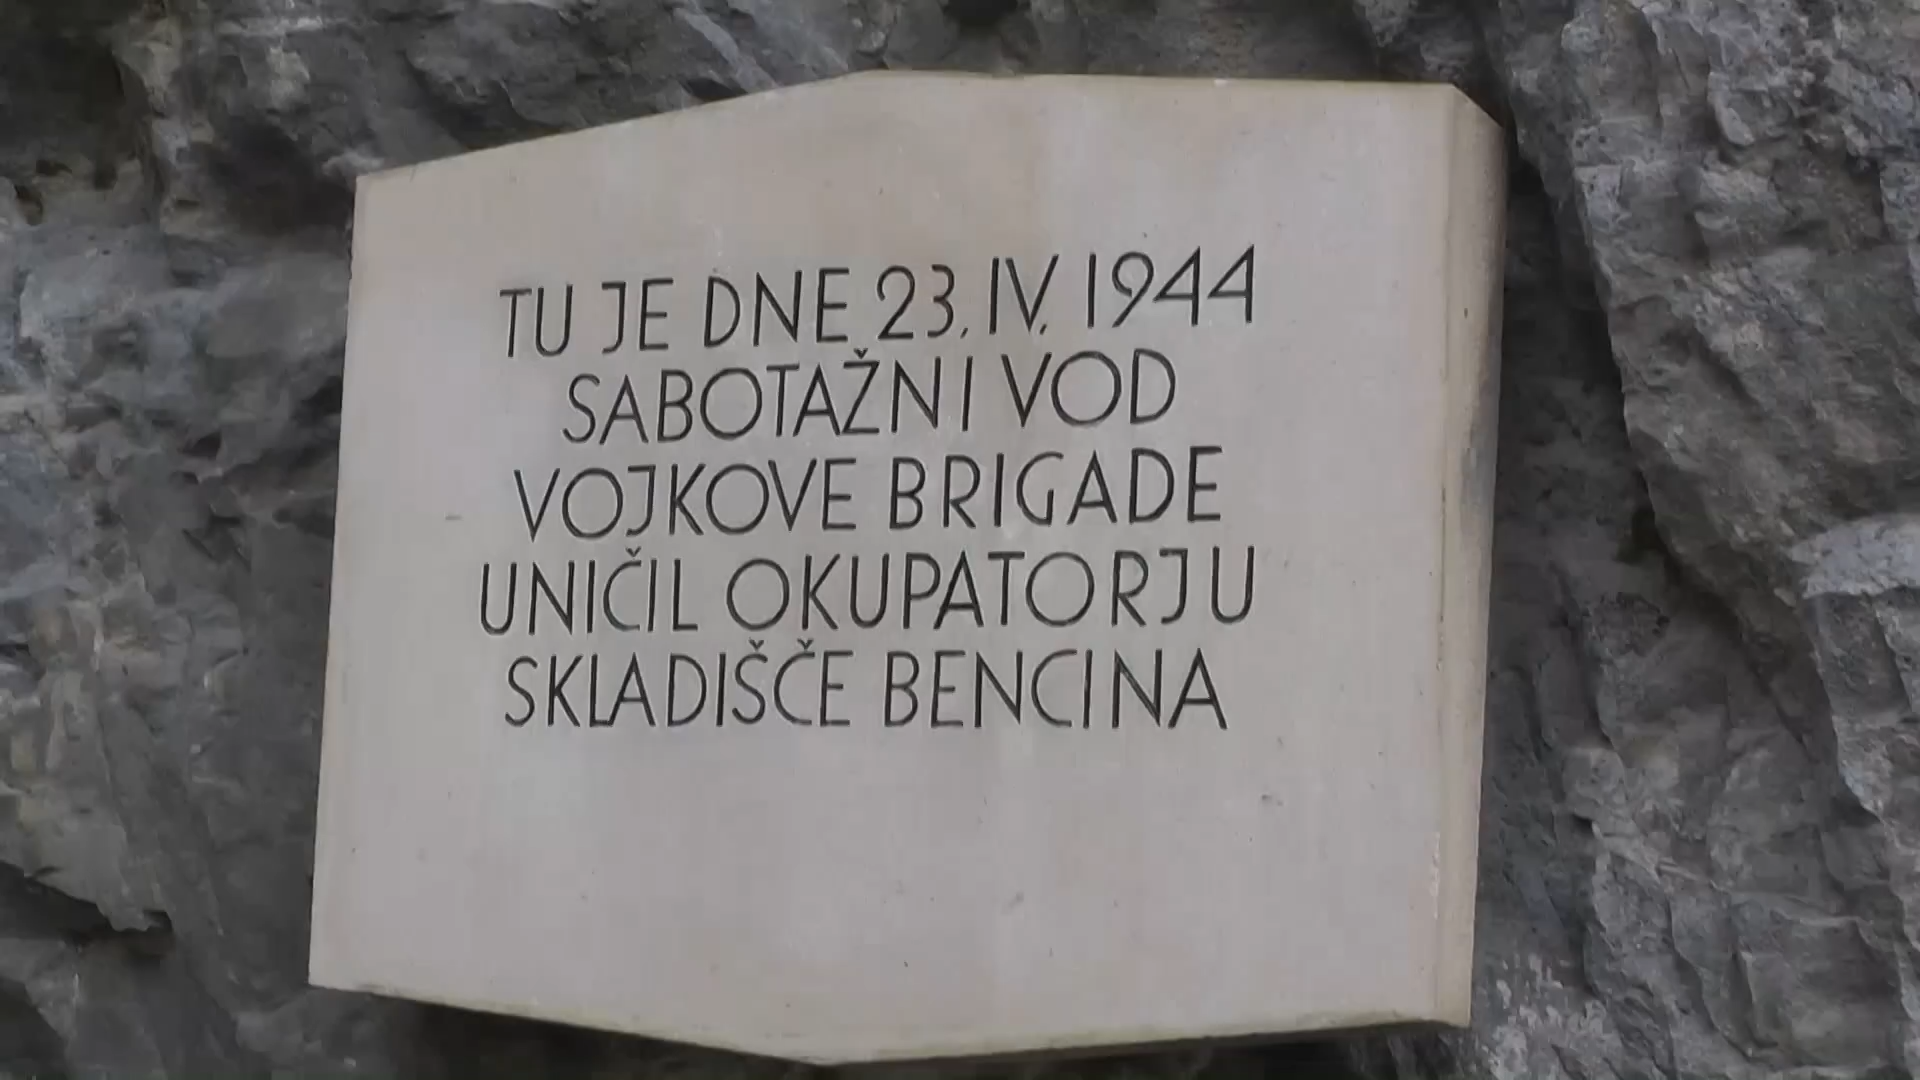 TU JE DNE 23. IV. 1944
SABOTAŽNI VOD
VOJKOVE BRIGADE
UNIČIL OKUPATORJU
SKLADIŠČE BENCINA